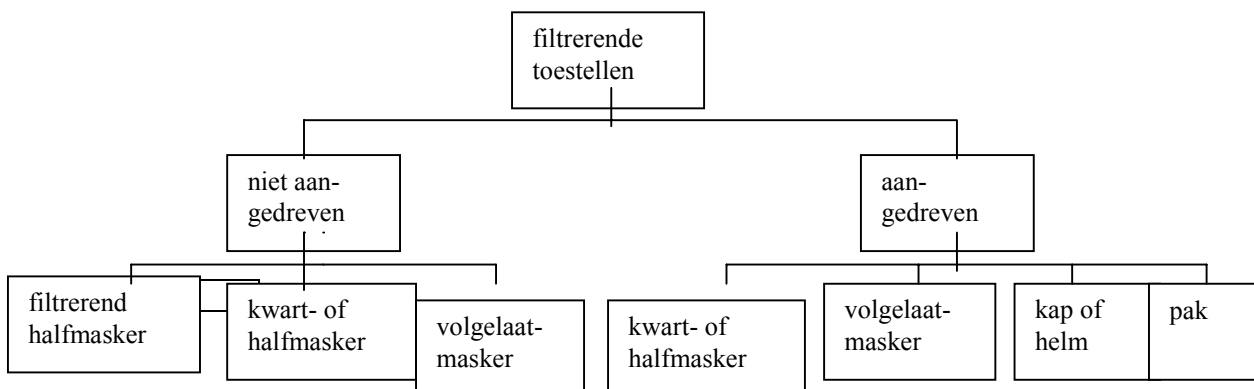 filtrerende
toestellen
niet aan-
gedreven
aan-
gedreven
filtrerend
halfmasker
kwart- of
halfmasker
volgelaat-
masker
kwart- of
halfmasker
volgelaat-
masker
kap of
helm
pak